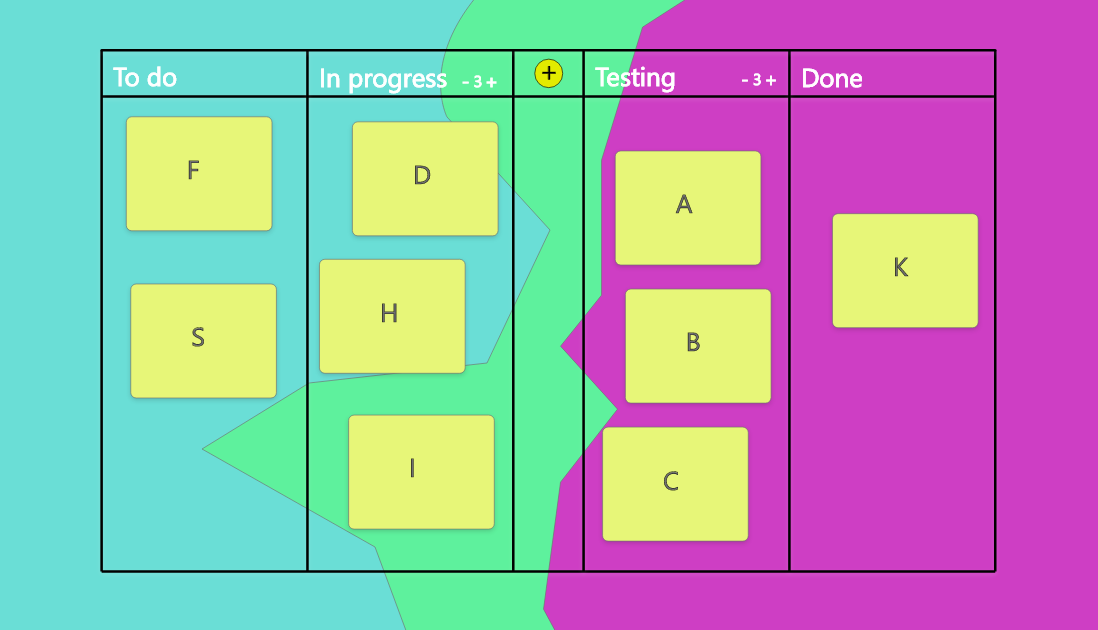 To do
In progress - 3 +
+
Testing - 3 +
Done
F
S
D
H
I
A
B
C
K